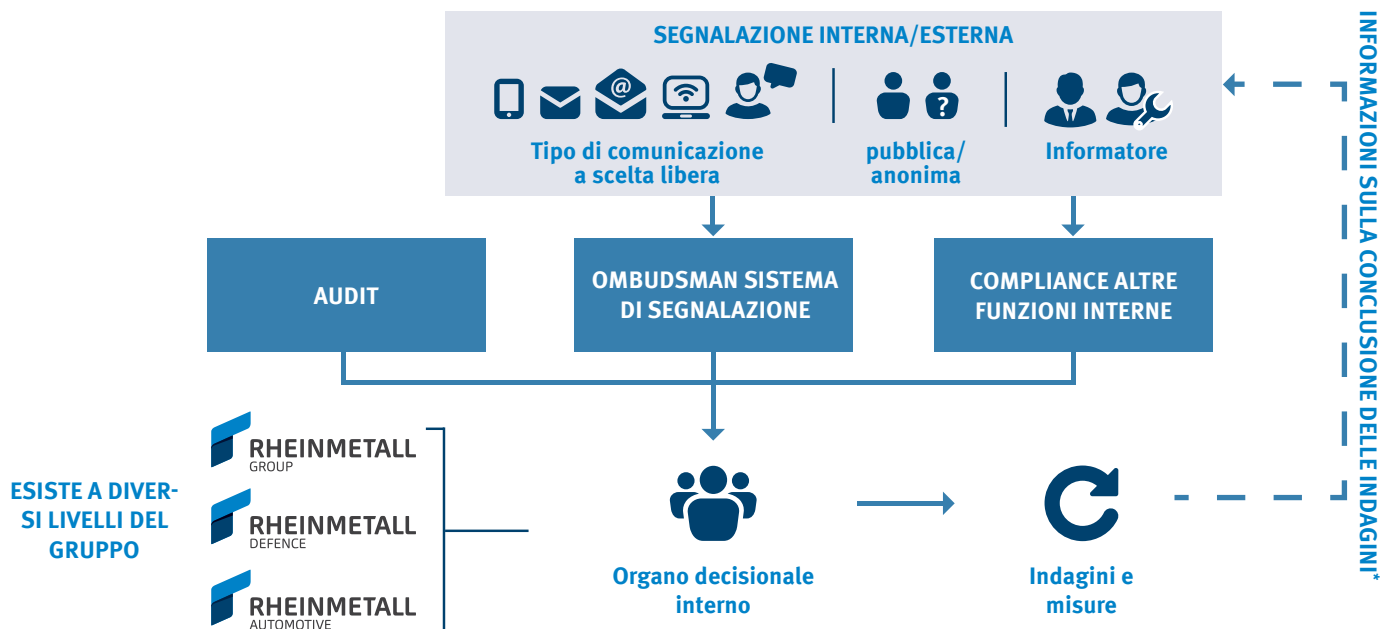 SEGNALAZIONE INTERNA/ESTERNA
@
?
Tipo di comunicazione
a scelta libera
pubblica/
anonima
Informatore
AUDIT
OMBUDSMAN SISTEMA
DI SEGNALAZIONE
COMPLIANCE ALTRE
FUNZIONI INTERNE
ESISTE A DIVER-
SI LIVELLI DEL
GRUPPO
RHEINMETALL
GROUP
RHEINMETALL
DEFENCE
RHEINMETALL
AUTOMOTIVE
Organo decisionale
interno
Indagini e
misure
INFORMAZIONI SULLA CONCLUSIONE DELLE INDAGINI*